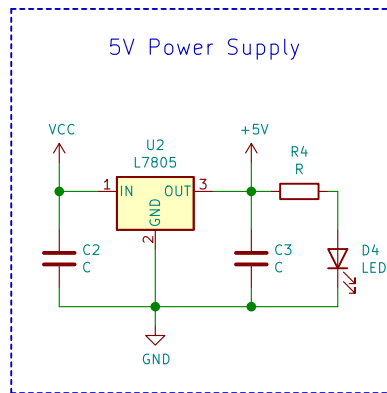 5V Power Supply
VCC
U2
L7805
+5V
R4
R
1 IN OUT 3
GND
2
C2
C
C3
C
D4
LED
GND